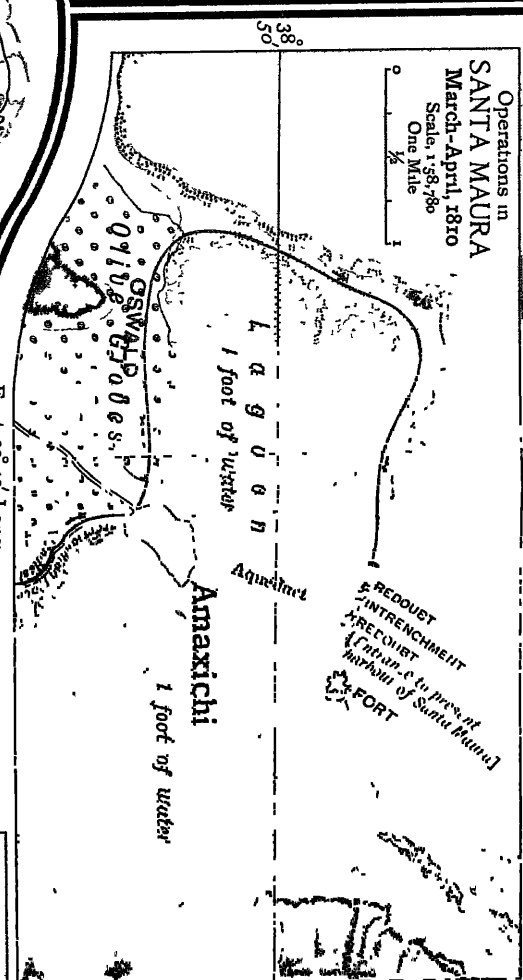 Operations in
SANTA MAURA
March-April, 1810
Scale, 1:58,780
One Mile
0 ½ 1
38°
50'
Lagoon
1 foot of water
OSWALD
Olive Groves.
Aqueduct
Amaxichi
1 foot of water
REDOUBT
INTRENCHMENT
REDOUBT
[Entrance to present
harbour of Santa Maura]
FORT